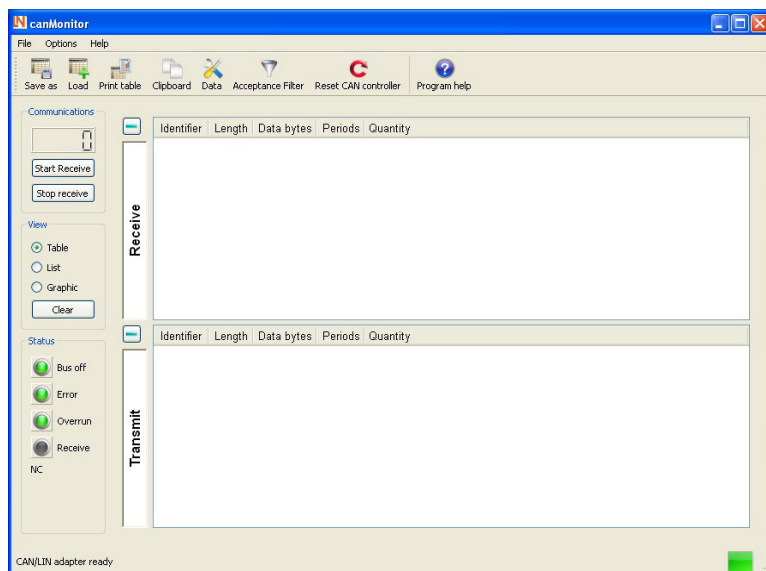 canMonitor
File Options Help
Save as Load Print table Clipboard Data Acceptance Filter Reset CAN controller Program help
Communications
0
Start Receive
Stop receive
View
Table
List
Graphic
Clear
Status
Bus off
Error
Overrun
Receive
NC
Identifier Length Data bytes Periods Quantity
Receive
Identifier Length Data bytes Periods Quantity
Transmit
CAN/LIN adapter ready